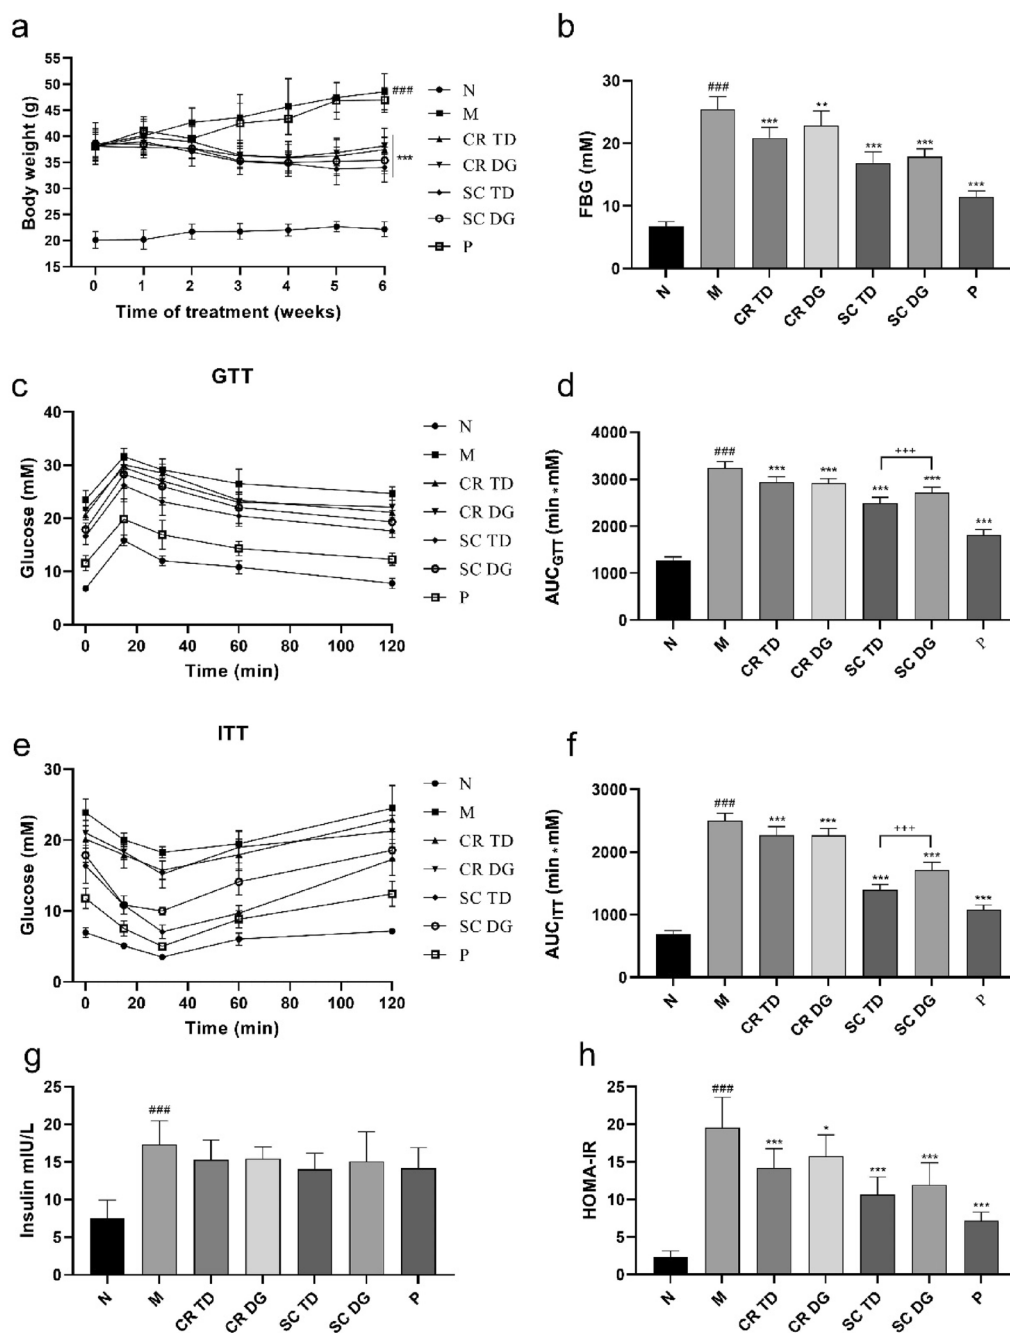 a
Body weight (g)
55
50
45
40
35
30
25
20
15
0 1 2 3 4 5 6
Time of treatment (weeks)
###
***
N
M
CR TD
CR DG
SC TD
SC DG
P
b
FBG (mM)
30
20
10
0
###
***
**
***
***
***
N M CR TD CR DG SC TD SC DG P
c
GTT
Glucose (mM)
40
30
20
10
0
0 20 40 60 80 100 120
Time (min)
N
M
CR TD
CR DG
SC TD
SC DG
P
d
AUCGTT (min*mM)
4000
3000
2000
1000
0
###
***
***
+++
***
***
***
N M CR TD CR DG SC TD SC DG P
e
ITT
Glucose (mM)
30
20
10
0
0 20 40 60 80 100 120
Time (min)
N
M
CR TD
CR DG
SC TD
SC DG
P
f
AUCITT (min*mM)
3000
2000
1000
0
###
***
***
+++
***
***
***
N M CR TD CR DG SC TD SC DG P
g
Insulin mIU/L
25
20
15
10
5
0
###
N M CR TD CR DG SC TD SC DG P
h
HOMA-IR
25
20
15
10
5
0
###
***
*
***
***
***
N M CR TD CR DG SC TD SC DG P